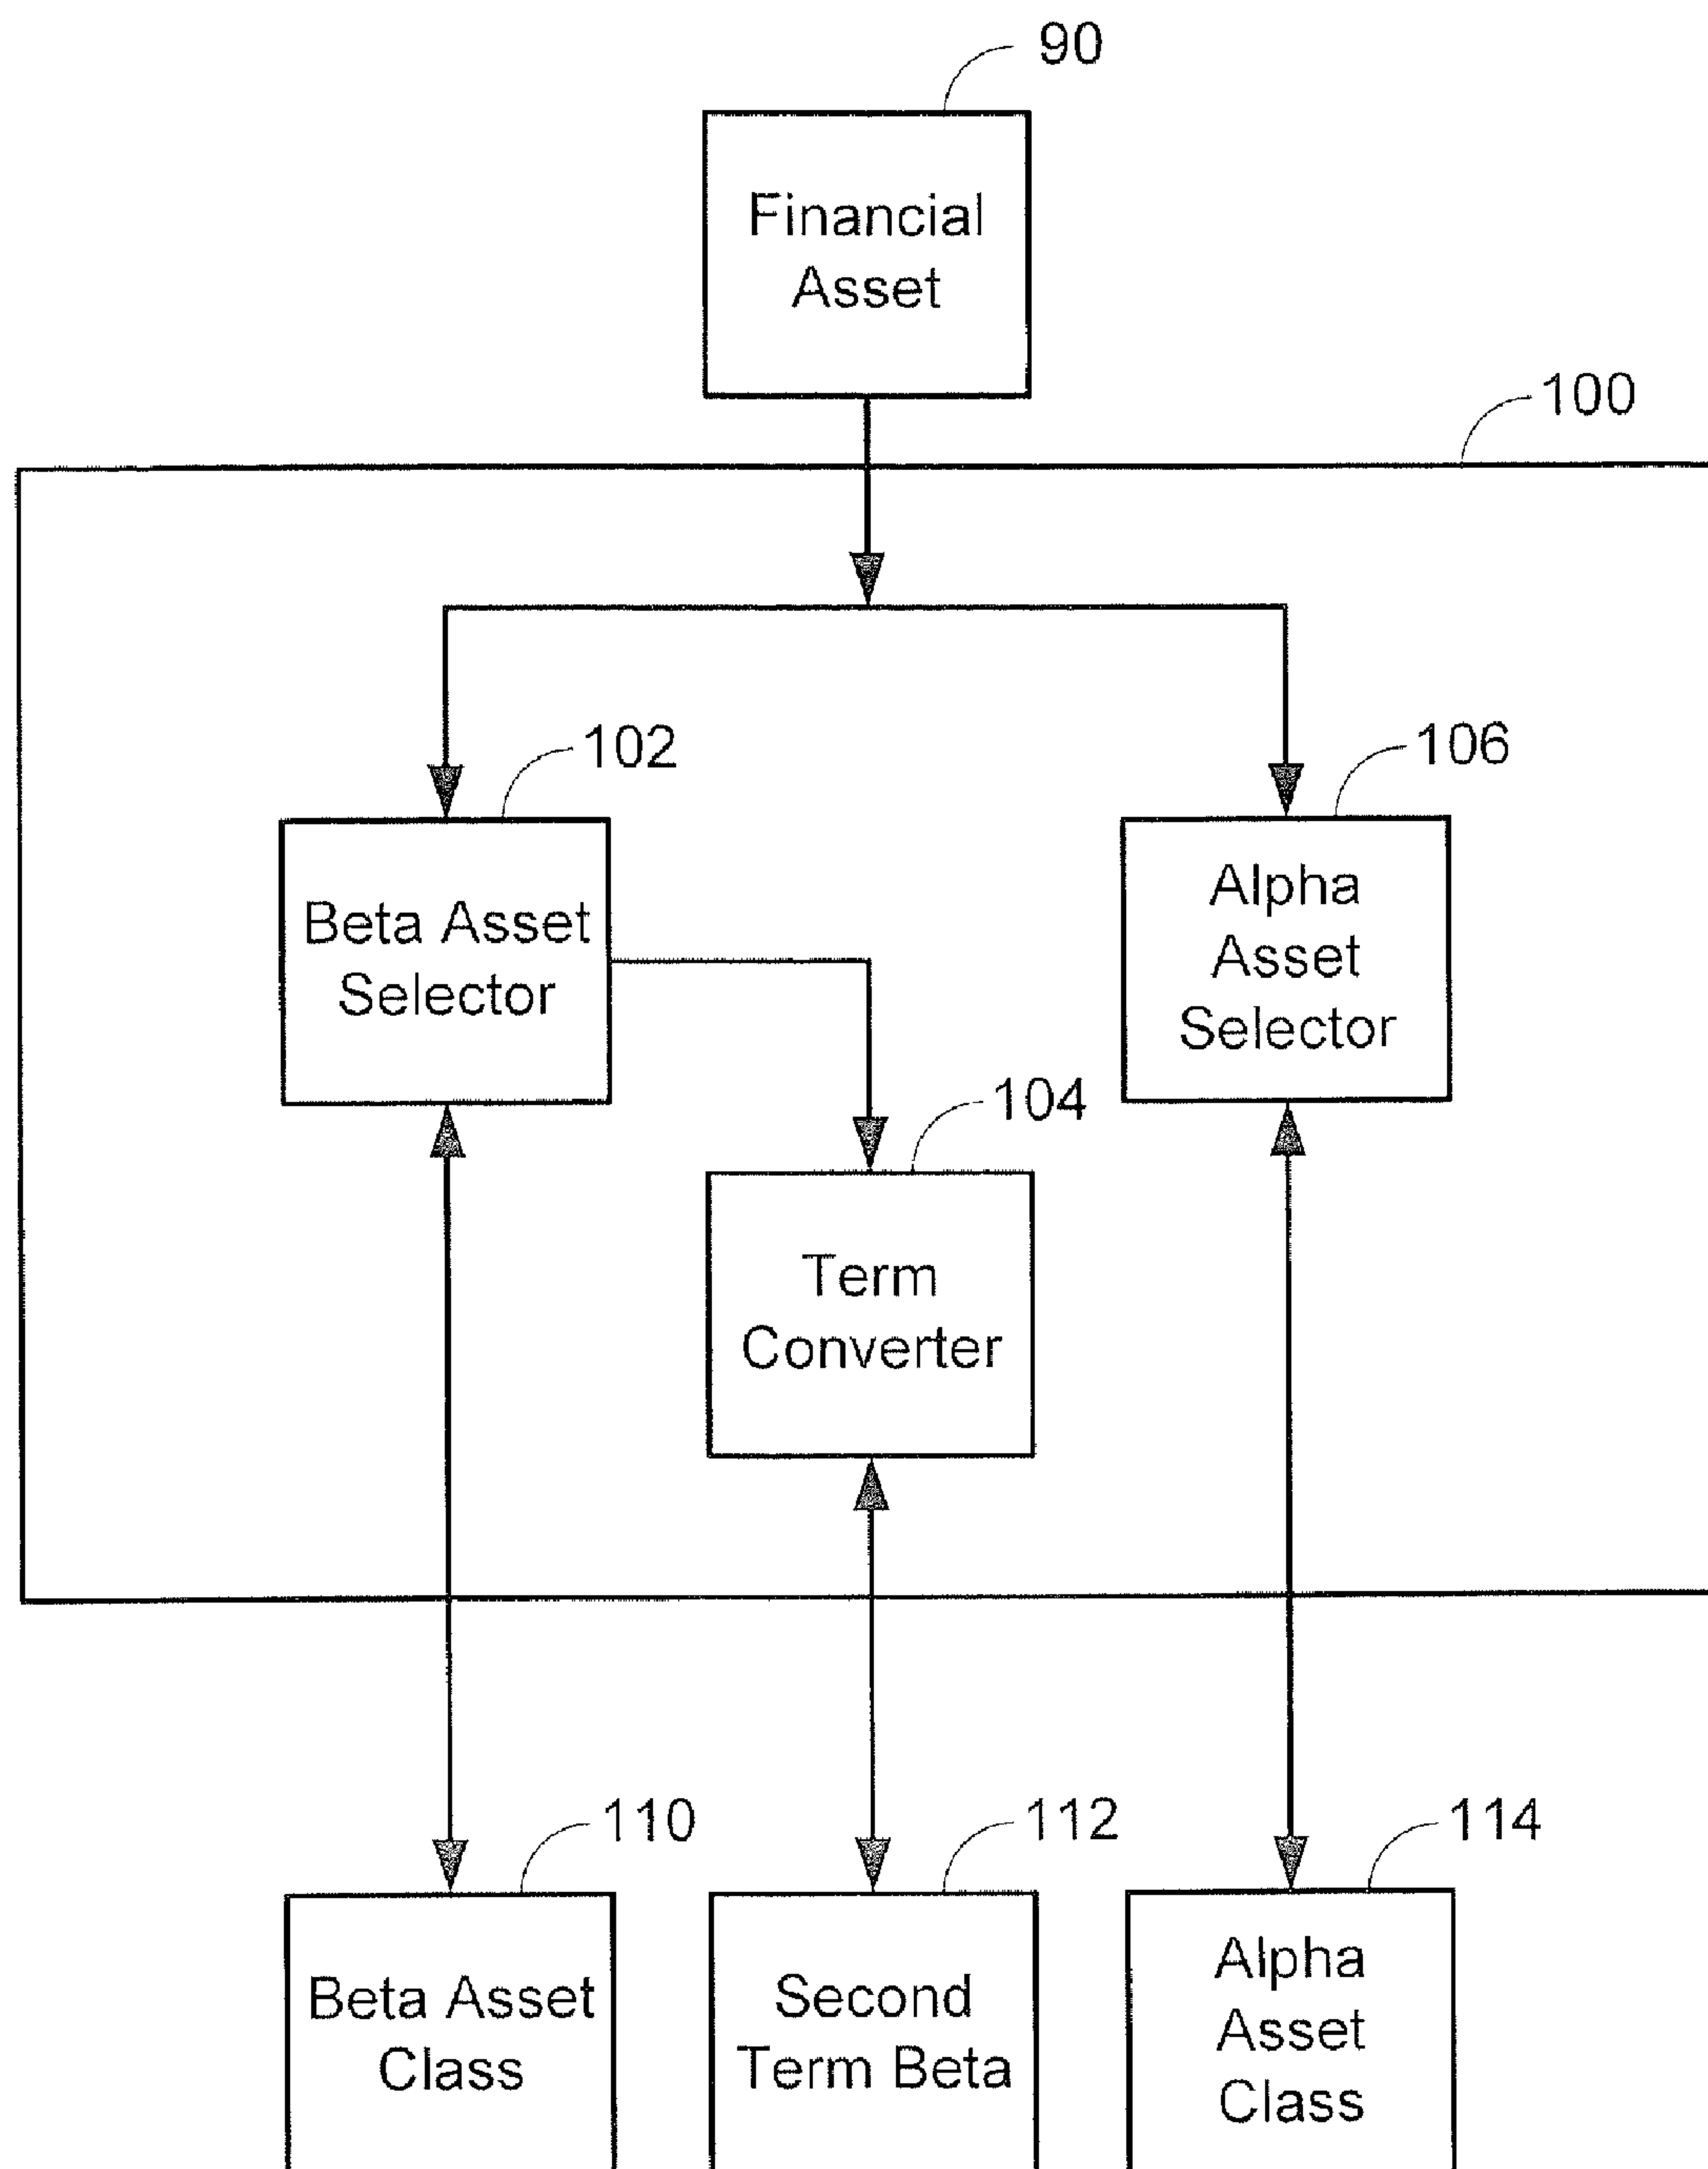 90
Financial
Asset
100
102
106
Beta Asset
Selector
Alpha
Asset
Selector
104
Term
Converter
110
112
114
Beta Asset
Class
Second
Term Beta
Alpha
Asset
Class